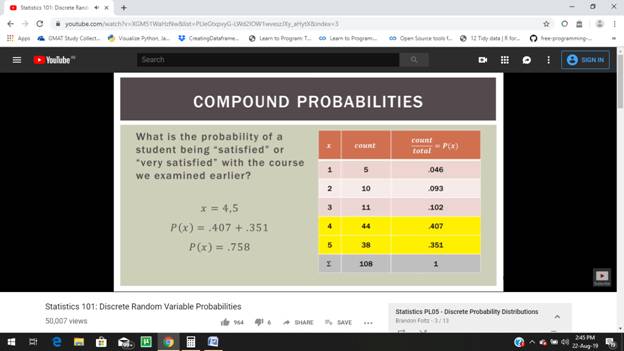 Statistics 101: Discrete Rand
youtube.com/watch?v=XGM51WaHzNw&list=PLIeGtxpvyG-LWd2lOW1wveszJXy_aHytX&index=3
Apps GMAT Study Collect... Visualize Python, Ja... CreatingDataframe... Learn to Program: T... Learn to Program:... Open Source tools f... 12 Tidy data | R for... free-programming-...
YouTube
Search
SIGN IN
COMPOUND PROBABILITIES
What is the probability of a
student being “satisfied” or
“very satisfied” with the course
we examined earlier?
x = 4,5
P(x) = .407 + .351
P(x) = .758
x count count/total = P(x)
1 5 .046
2 10 .093
3 11 .102
4 44 .407
5 38 .351
Σ 108 1
Statistics 101: Discrete Random Variable Probabilities
50,007 views
964 6 SHARE SAVE
Statistics PL05 - Discrete Probability Distributions
Brandon Foltz - 3 / 13
2:45 PM
22-Aug-19